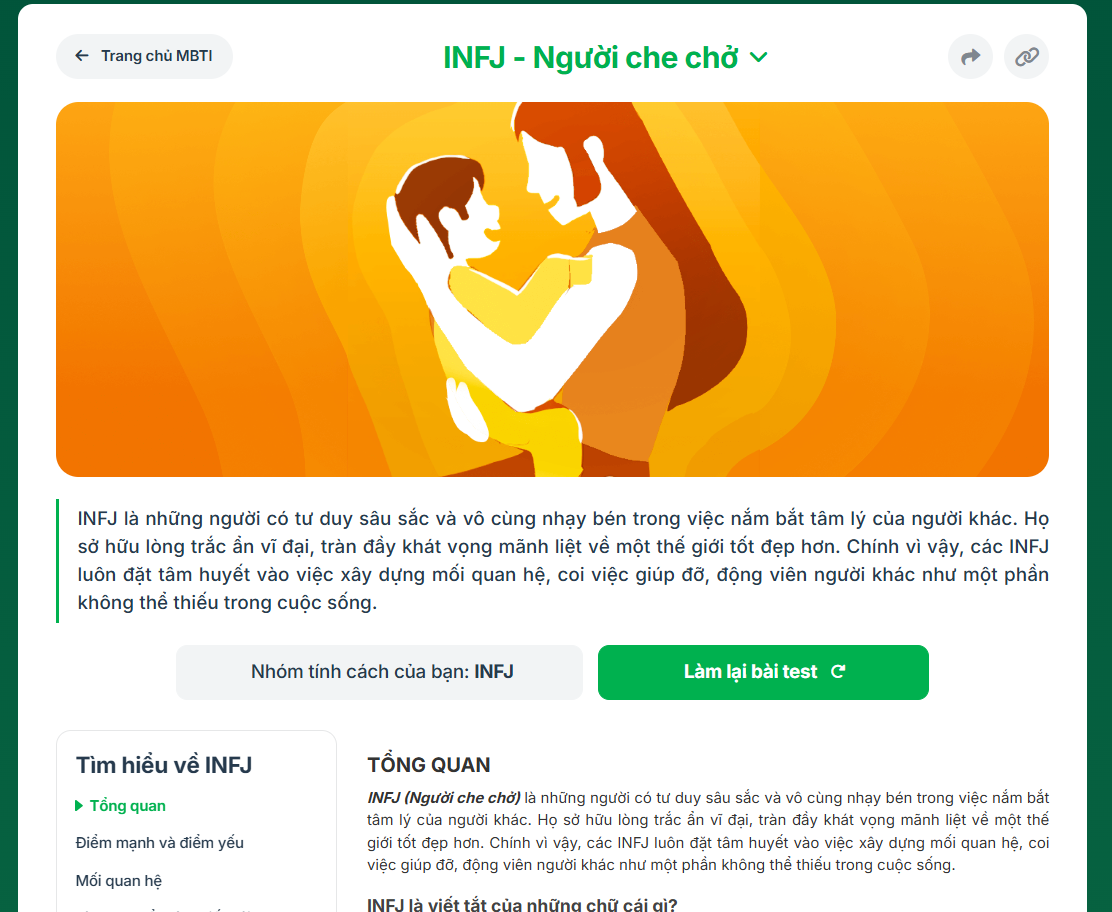 Trang chủ MBTI
INFJ - Người che chở
INFJ là những người có tư duy sâu sắc và vô cùng nhạy bén trong việc nắm bắt tâm lý của người khác. Họ
sở hữu lòng trắc ẩn vĩ đại, tràn đầy khát vọng mãnh liệt về một thế giới tốt đẹp hơn. Chính vì vậy, các INFJ
luôn đặt tâm huyết vào việc xây dựng mối quan hệ, coi việc giúp đỡ, động viên người khác như một phần
không thể thiếu trong cuộc sống.
Nhóm tính cách của bạn: INFJ
Làm lại bài test
Tìm hiểu về INFJ
Tổng quan
Điểm mạnh và điểm yếu
Mối quan hệ
TỔNG QUAN
INFJ (Người che chở) là những người có tư duy sâu sắc và vô cùng nhạy bén trong việc nắm bắt
tâm lý của người khác. Họ sở hữu lòng trắc ẩn vĩ đại, tràn đầy khát vọng mãnh liệt về một thế
giới tốt đẹp hơn. Chính vì vậy, các INFJ luôn đặt tâm huyết vào việc xây dựng mối quan hệ, coi
việc giúp đỡ, động viên người khác như một phần không thể thiếu trong cuộc sống.
INFJ là viết tắt của những chữ cái gì?